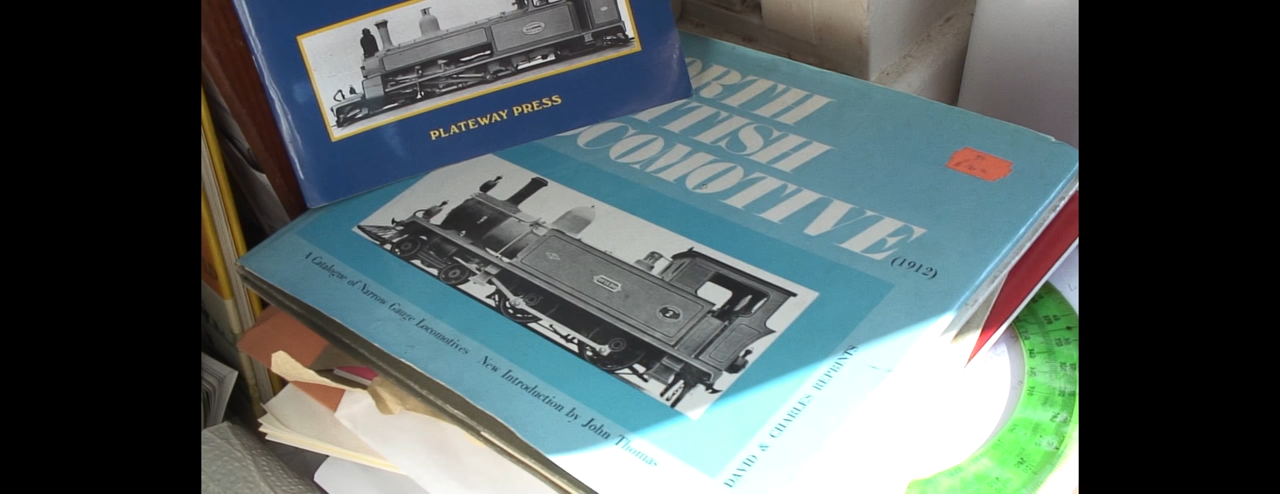 PLATEWAY PRESS
ORTH
ITISH
OCOMOTIVE
(1912)
A Catalogue of Narrow Gauge Locomotives New Introduction by John Thomas
DAVID & CHARLES REPRINTS